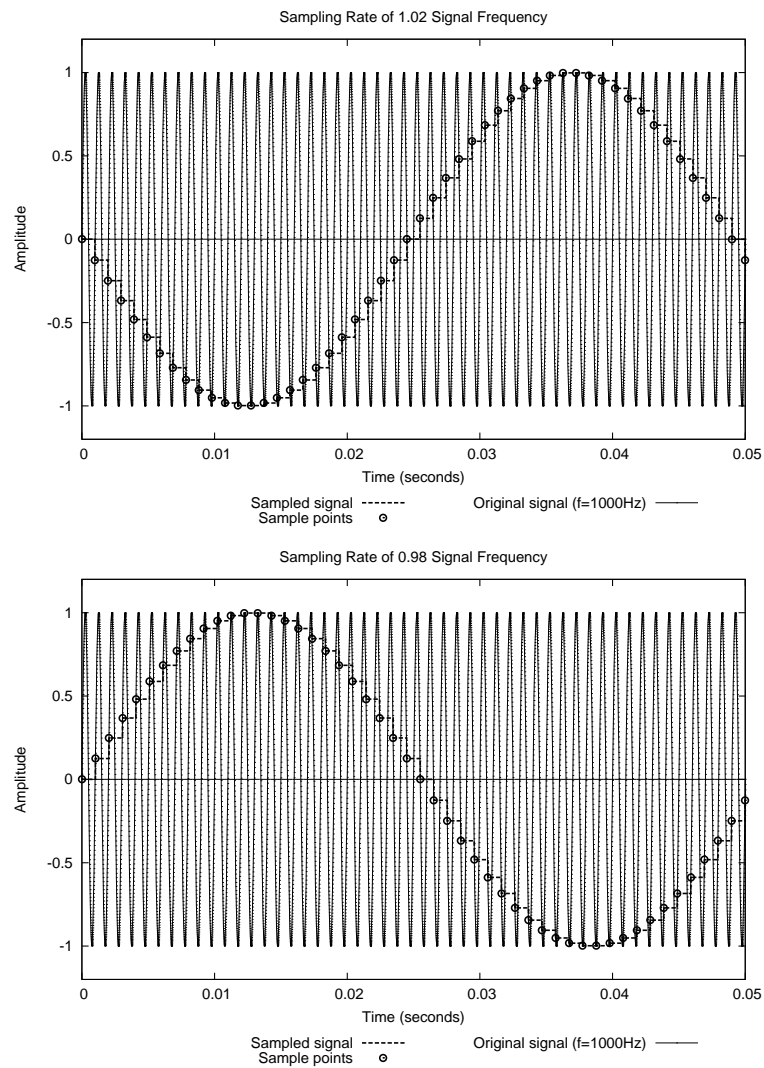 Sampling Rate of 1.02 Signal Frequency
1
0.5
0
-0.5
-1
Amplitude
0 0.01 0.02 0.03 0.04 0.05
Time (seconds)
Sampled signal Original signal (f=1000Hz)
Sample points
Sampling Rate of 0.98 Signal Frequency
1
0.5
0
-0.5
-1
Amplitude
0 0.01 0.02 0.03 0.04 0.05
Time (seconds)
Sampled signal Original signal (f=1000Hz)
Sample points